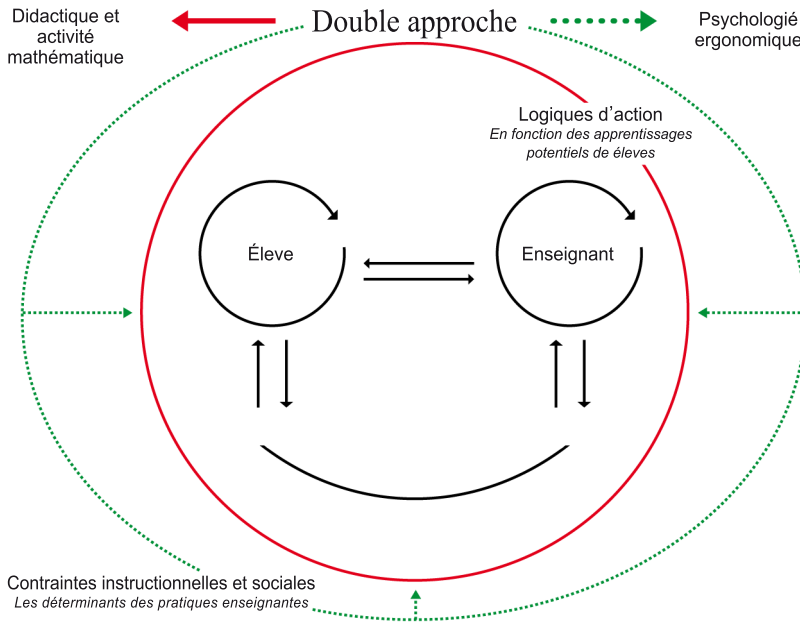 Didactique et
activité
mathématique
Double approche
Psychologié
ergonomique
Logiques d'action
En fonction des apprentissages
potentiels de éleves
Éleve
Enseignant
Contraintes instructionnelles et sociales
Les déterminants des pratiques enseignantes